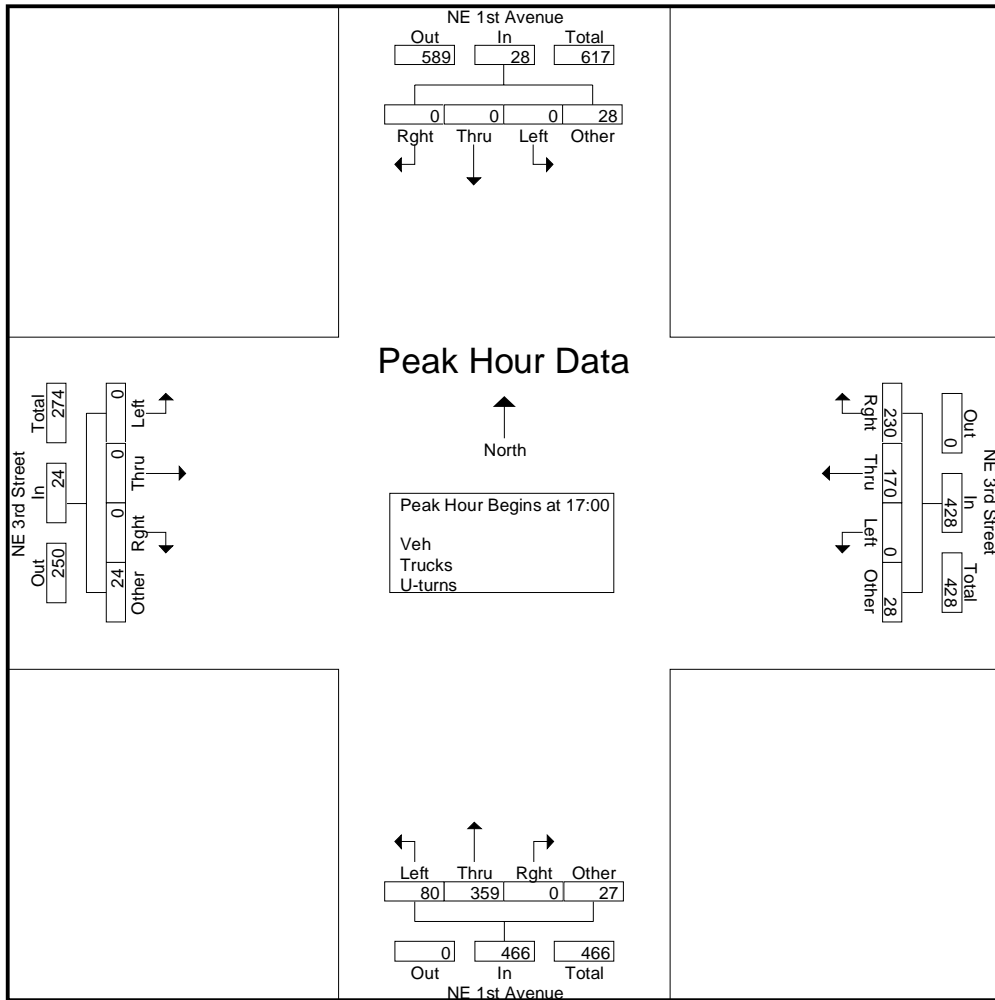 NE 1st Avenue
Out In Total
589 28 617
0 0 0 28
Rght Thru Left Other
Peak Hour Data
North
Peak Hour Begins at 17:00
Veh
Trucks
U-turns
NE 3rd Street
Out In Total
250 24 274
Left Thru Rght Other
0 0 0 24
Rght Thru Left Other
230 170 0 28
Out In Total
0 428 428
NE 3rd Street
Left Thru Rght Other
80 359 0 27
0 466 466
Out In Total
NE 1st Avenue